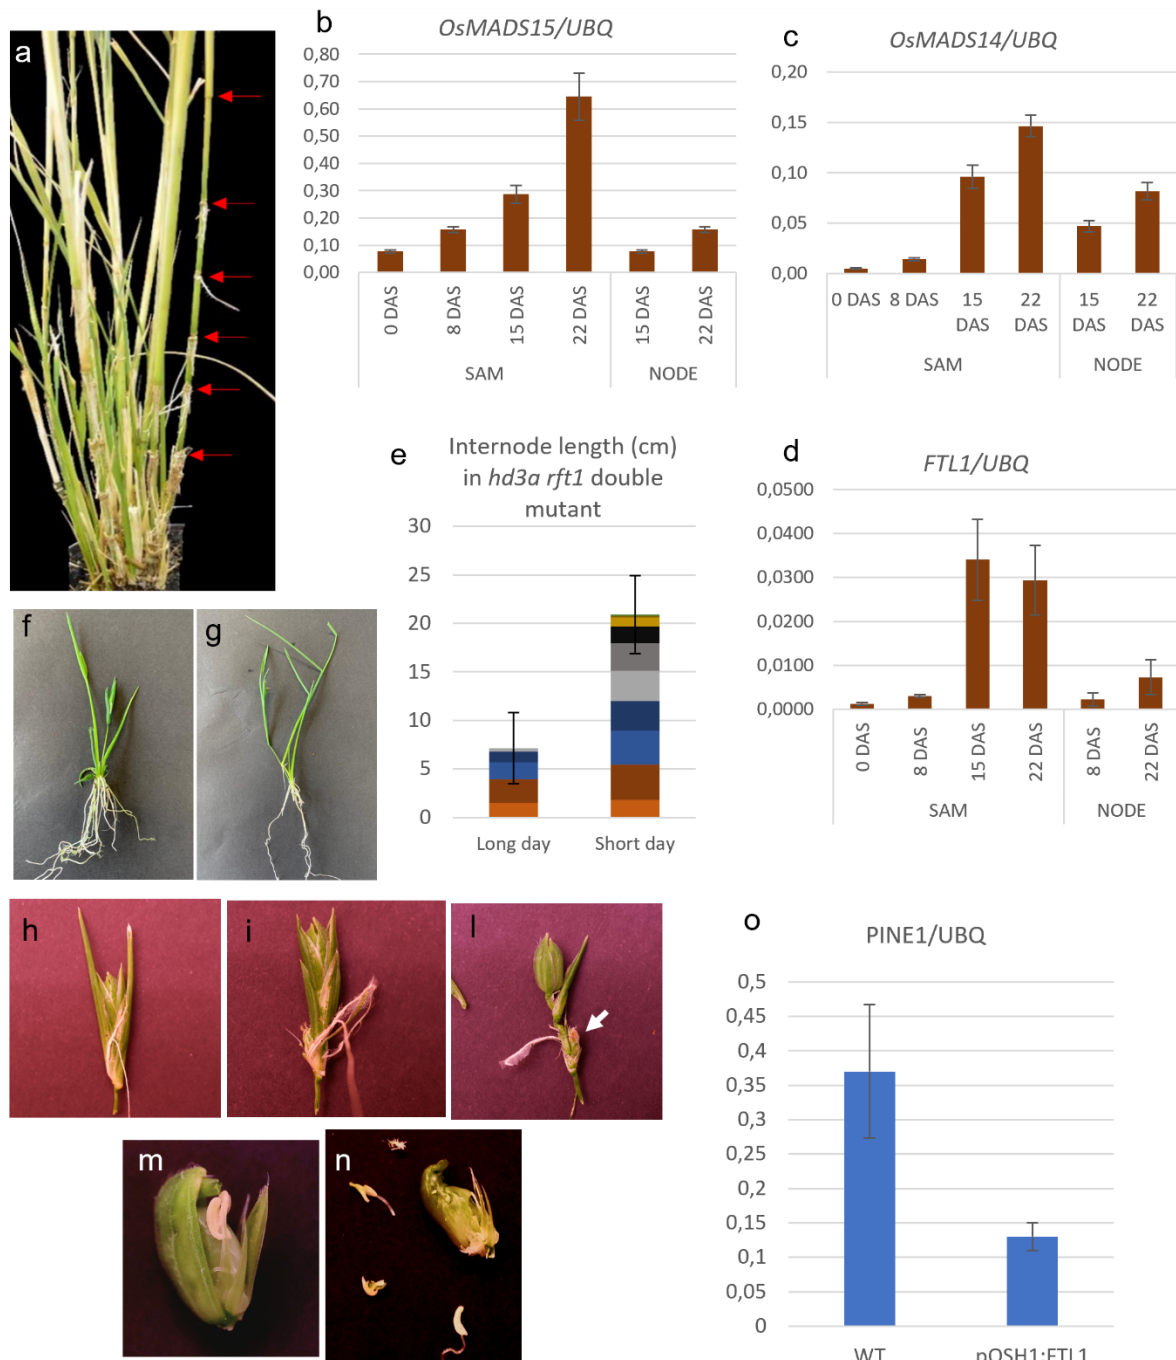 a
b
OsMADS15/UBQ
0,80
0,70
0,60
0,50
0,40
0,30
0,20
0,10
0,00
0 DAS
8 DAS
15 DAS
22 DAS
15 DAS
22 DAS
SAM
NODE
c
OsMADS14/UBQ
0,20
0,15
0,10
0,05
0,00
0 DAS
8 DAS
15 DAS
22 DAS
15 DAS
22 DAS
SAM
NODE
d
FTL1/UBQ
0,0500
0,0400
0,0300
0,0200
0,0100
0,0000
0 DAS
8 DAS
15 DAS
22 DAS
8 DAS
22 DAS
SAM
NODE
e
Internode length (cm)
in hd3a rft1 double
mutant
30
25
20
15
10
5
0
Long day
Short day
f
g
h
i
l
m
n
o
PINE1/UBQ
0,5
0,45
0,4
0,35
0,3
0,25
0,2
0,15
0,1
0,05
0
WT
pOSH1:FTL1